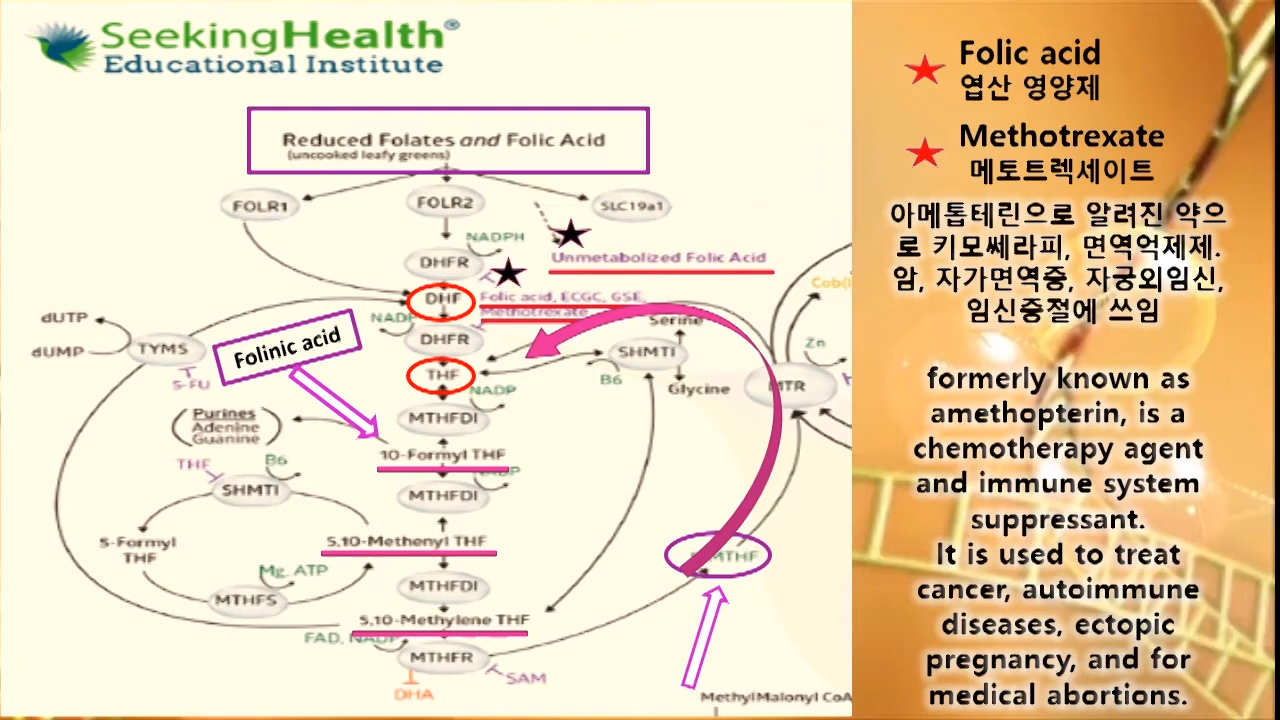 SeekingHealth®
Educational Institute
Reduced Folates and Folic Acid
(uncooked leafy greens)
FOLR1
FOLR2
SLC19a1
NADPH
DHFR
Unmetabolized Folic Acid
DHF
Folic acid, ECGC, GSE
Methotrexate
NADP
DHFR
Serine
SHMTI
B6
Glycine
dUTP
dUMP
TYMS
5-FU
Folinic acid
THF
NADP
MTHFDI
Purines
Adenine
Guanine
10-Formyl THF
NADP
MTHFDI
THF
B6
SHMTI
5-Formyl
THF
5,10-Methenyl THF
Mg, ATP
MTHFS
MTHFDI
5,10-Methylene THF
FAD, NADP
MTHFR
SAM
DHA
MTHF
MTR
Zn
Cob(i
MethylMalonyl CoA
Folic acid
엽산 영양제
Methotrexate
메토트렉세이트
아메톱테린으로 알려진 약으
로 키모쎄라피, 면역억제제.
암, 자가면역증, 자궁외임신,
임신중절에 쓰임
formerly known as
amethopterin, is a
chemotherapy agent
and immune system
suppressant.
It is used to treat
cancer, autoimmune
diseases, ectopic
pregnancy, and for
medical abortions.